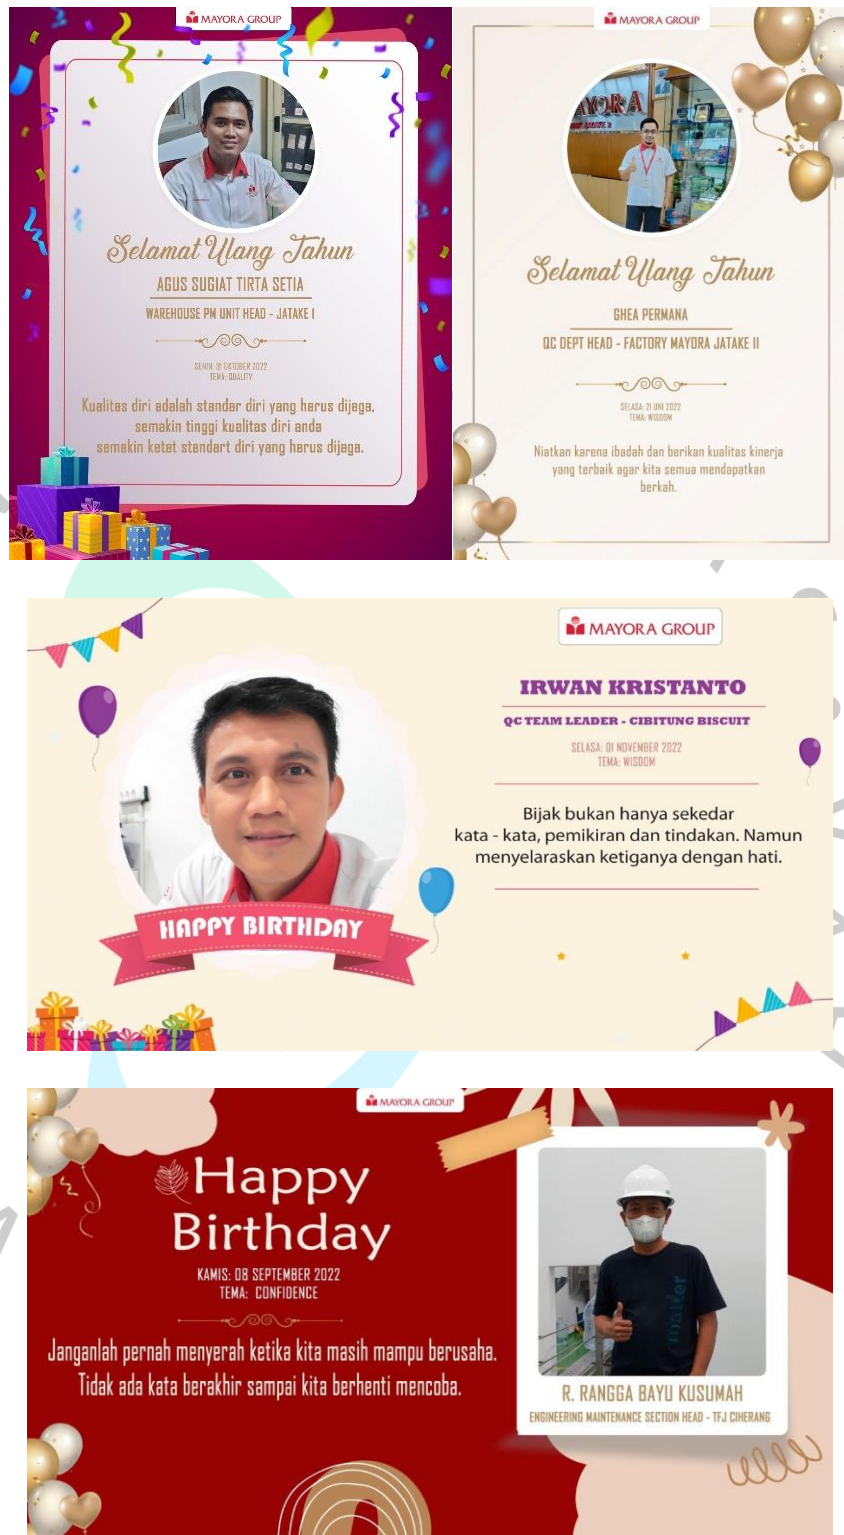 MAYORA GROUP
Selamat Ulang Tahun
AGUS SUGIAT TIRTA SETIA
WAREHOUSE PM UNIT HEAD - JATAKE I
SENIN: 31 OKTOBER 2022
TEMA: QUALITY
Kualitas diri adalah standar diri yang harus dijaga,
semakin tinggi kualitas diri anda
semakin ketat standart diri yang harus dijaga.
MAYORA GROUP
MAYORA
Selamat Ulang Tahun
GHEA PERMANA
QC DEPT HEAD - FACTORY MAYORA JATAKE II
SELASA: 21 UNI 2022
TEMA: WISDOM
Niatkan karena ibadah dan berikan kualitas kinerja
yang terbaik agar kita semua mendapatkan
berkah.
MAYORA GROUP
IRWAN KRISTANTO
QC TEAM LEADER - CIBITUNG BISCUIT
SELASA: 01 NOVEMBER 2022
TEMA: WISDOM
Bijak bukan hanya sekedar
kata - kata, pemikiran dan tindakan. Namun
menyelaraskan ketiganya dengan hati.
HAPPY BIRTHDAY
MAYORA GROUP
Happy
Birthday
KAMIS: 08 SEPTEMBER 2022
TEMA: CONFIDENCE
Janganlah pernah menyerah ketika kita masih mampu berusaha.
Tidak ada kata berakhir sampai kita berhenti mencoba.
R. RANGGA BAYU KUSUMAH
ENGINEERING MAINTENANCE SECTION HEAD - TFJ CIHERANG